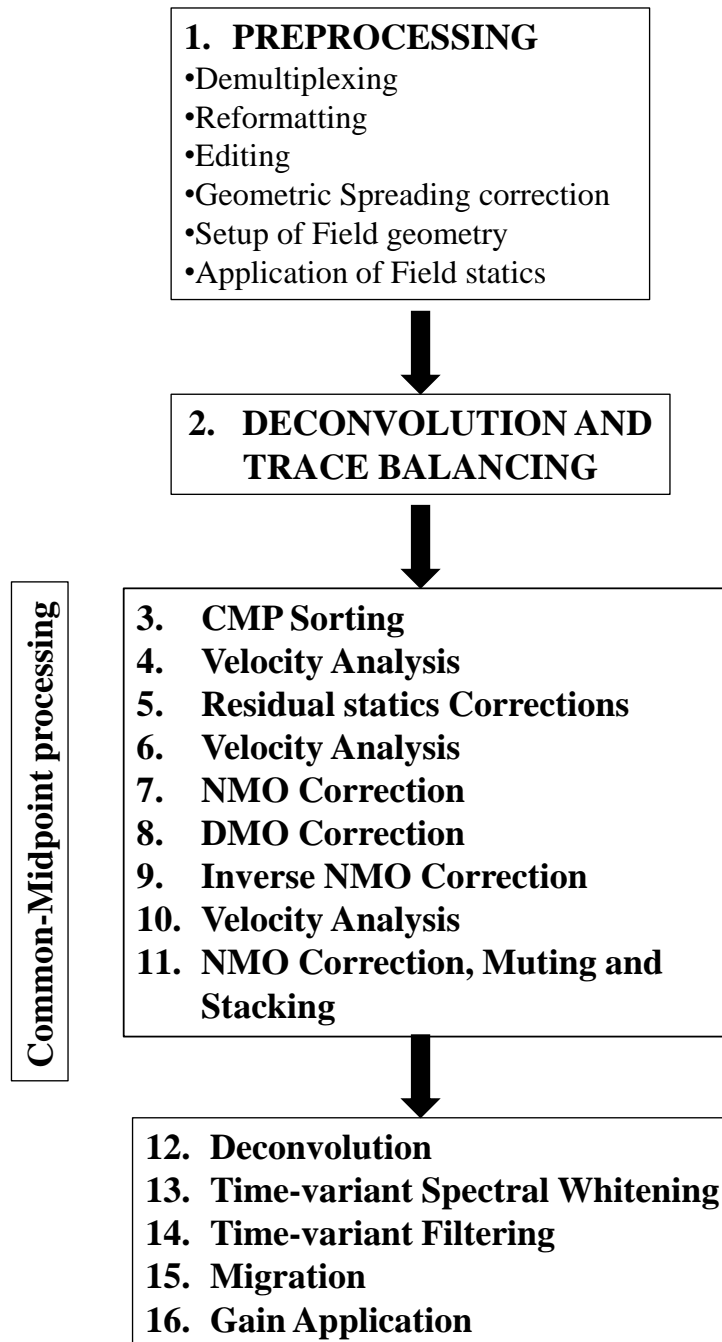 1. PREPROCESSING
•Demultiplexing
•Reformatting
•Editing
•Geometric Spreading correction
•Setup of Field geometry
•Application of Field statics
2. DECONVOLUTION AND
TRACE BALANCING
Common-Midpoint processing
3. CMP Sorting
4. Velocity Analysis
5. Residual statics Corrections
6. Velocity Analysis
7. NMO Correction
8. DMO Correction
9. Inverse NMO Correction
10. Velocity Analysis
11. NMO Correction, Muting and
Stacking
12. Deconvolution
13. Time-variant Spectral Whitening
14. Time-variant Filtering
15. Migration
16. Gain Application